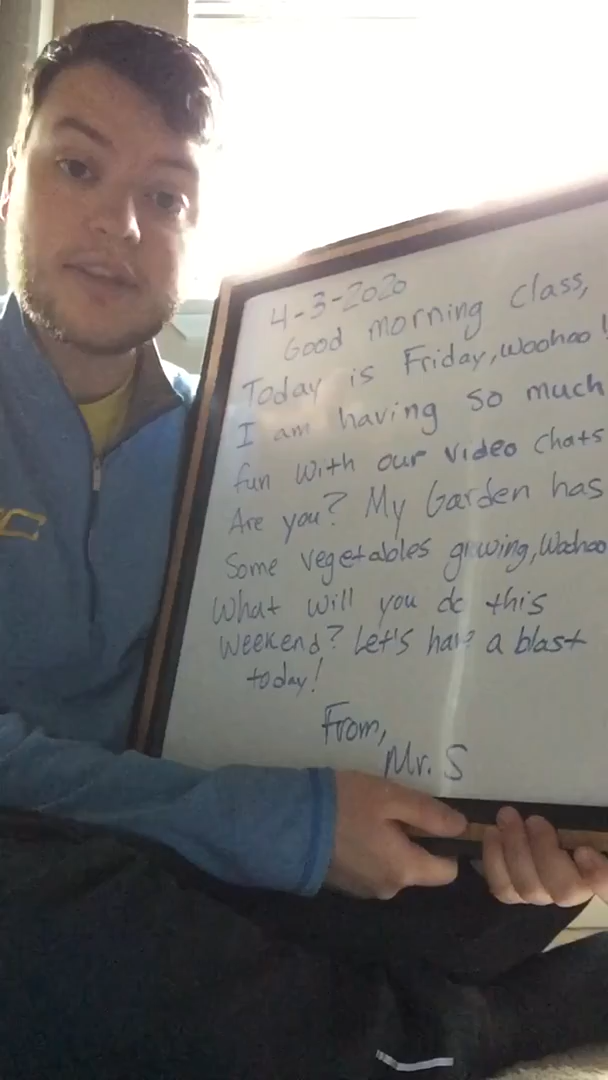 4-3-2020
Good morning class,
Today is Friday, Woohoo!
I am having so much
fun with our video chats
Are you? My Garden has
Some vegetables growing, Woohoo
What will you do this
weekend? Let's have a blast
today!
From,
Mr. S
C